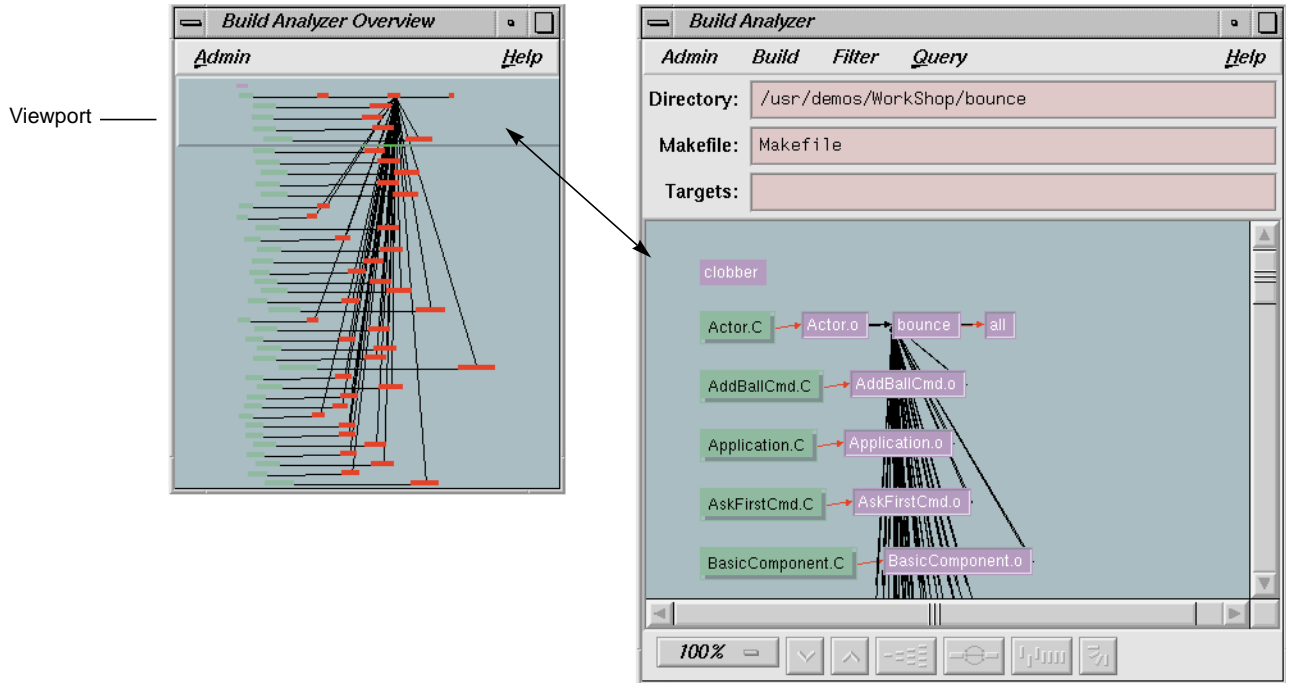 Build Analyzer Overview
Admin Help
Viewport
Build Analyzer
Admin Build Filter Query Help
Directory: /usr/demos/WorkShop/bounce
Makefile: Makefile
Targets:
clobber
Actor.C Actor.o bounce all
AddBallCmd.C AddBallCmd.o
Application.C Application.o
AskFirstCmd.C AskFirstCmd.o
BasicComponent.C BasicComponent.o
100%